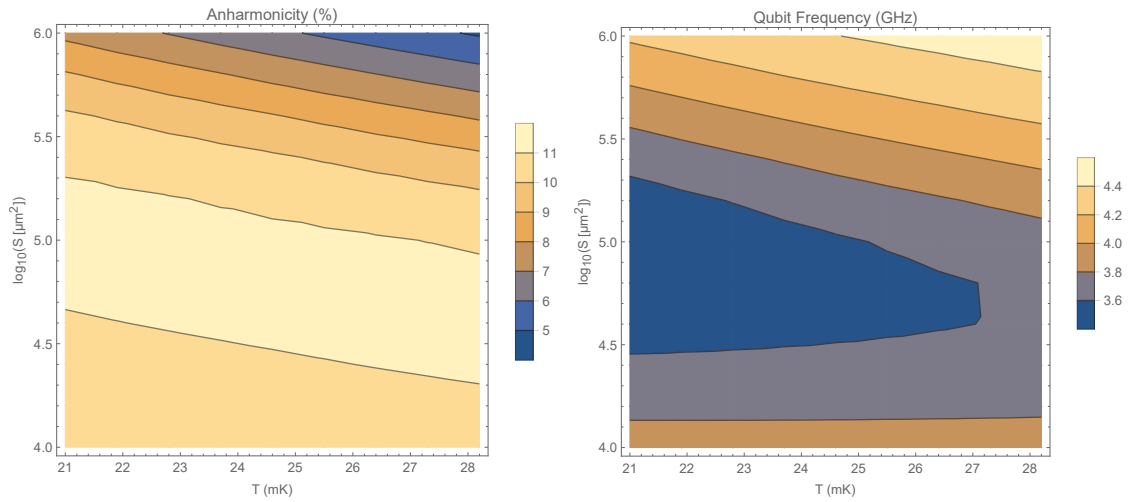 Anharmonicity (%)
6.0
5.5
5.0
4.5
4.0
log10(S [μm²])
21 22 23 24 25 26 27 28
T (mK)
11
10
9
8
7
6
5
Qubit Frequency (GHz)
6.0
5.5
5.0
4.5
4.0
log10(S [μm²])
21 22 23 24 25 26 27 28
T (mK)
4.4
4.2
4.0
3.8
3.6